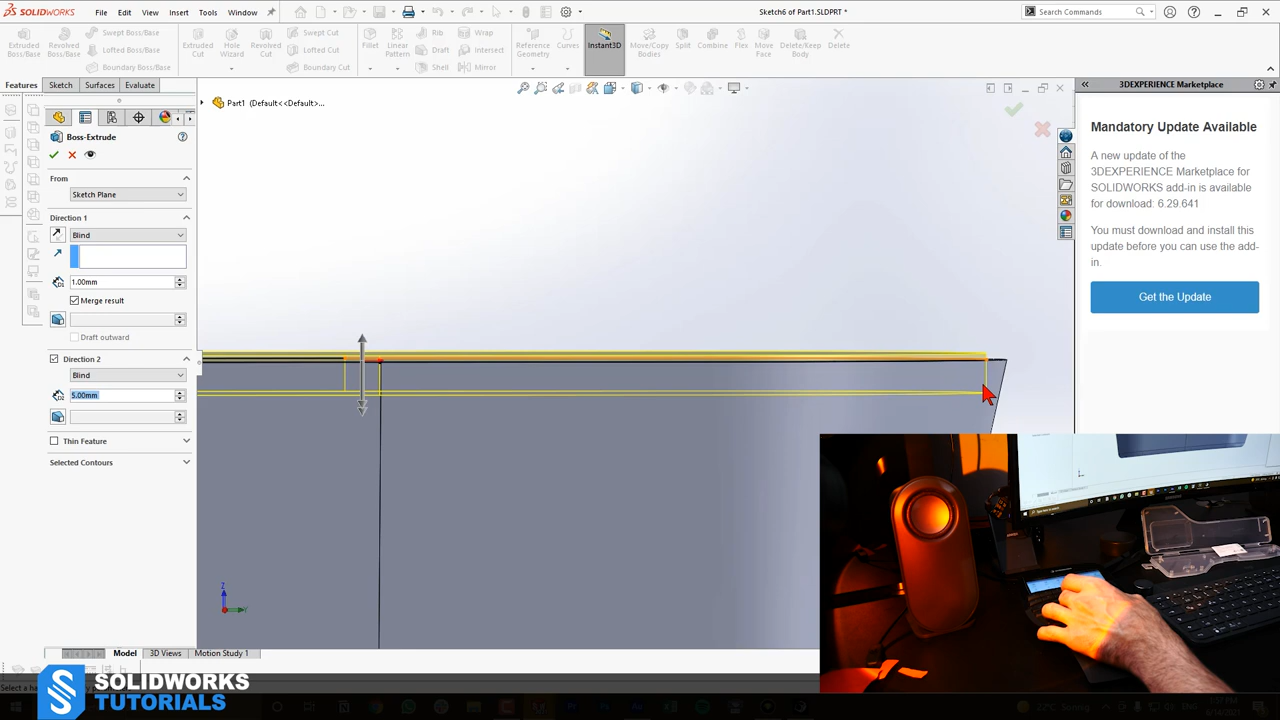 SOLIDWORKS
File Edit View Insert Tools Window
Sketch6 of Part1.SLDPRT *
Search Commands
Extruded Boss/Base
Revolved Boss/Base
Swept Boss/Base
Lofted Boss/Base
Boundary Boss/Base
Extruded Cut
Hole Wizard
Revolved Cut
Swept Cut
Lofted Cut
Boundary Cut
Fillet
Linear Pattern
Rib
Draft
Shell
Wrap
Intersect
Mirror
Reference Geometry
Curves
Instant3D
Move/Copy Bodies
Split
Combine
Flex
Move Face
Delete/Keep Body
Delete
Features Sketch Surfaces Evaluate
Part1 (Default<<Default>...
3DEXPERIENCE Marketplace
Boss-Extrude
From
Sketch Plane
Direction 1
Blind
1.00mm
Merge result
Draft outward
Direction 2
Blind
5.00mm
Thin Feature
Selected Contours
Mandatory Update Available
A new update of the
3DEXPERIENCE Marketplace for
SOLIDWORKS add-in is available
for download: 6.29.641
You must download and install this
update before you can use the add-
in.
Get the Update
Z
Y
Model 3D Views Motion Study 1
SOLIDWORKS
TUTORIALS